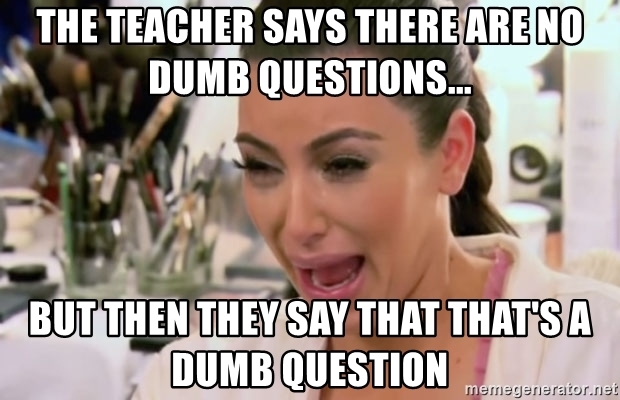 THE TEACHER SAYS THERE ARE NO
DUMB QUESTIONS...
BUT THEN THEY SAY THAT THAT'S A
DUMB QUESTION
memegenerator.net